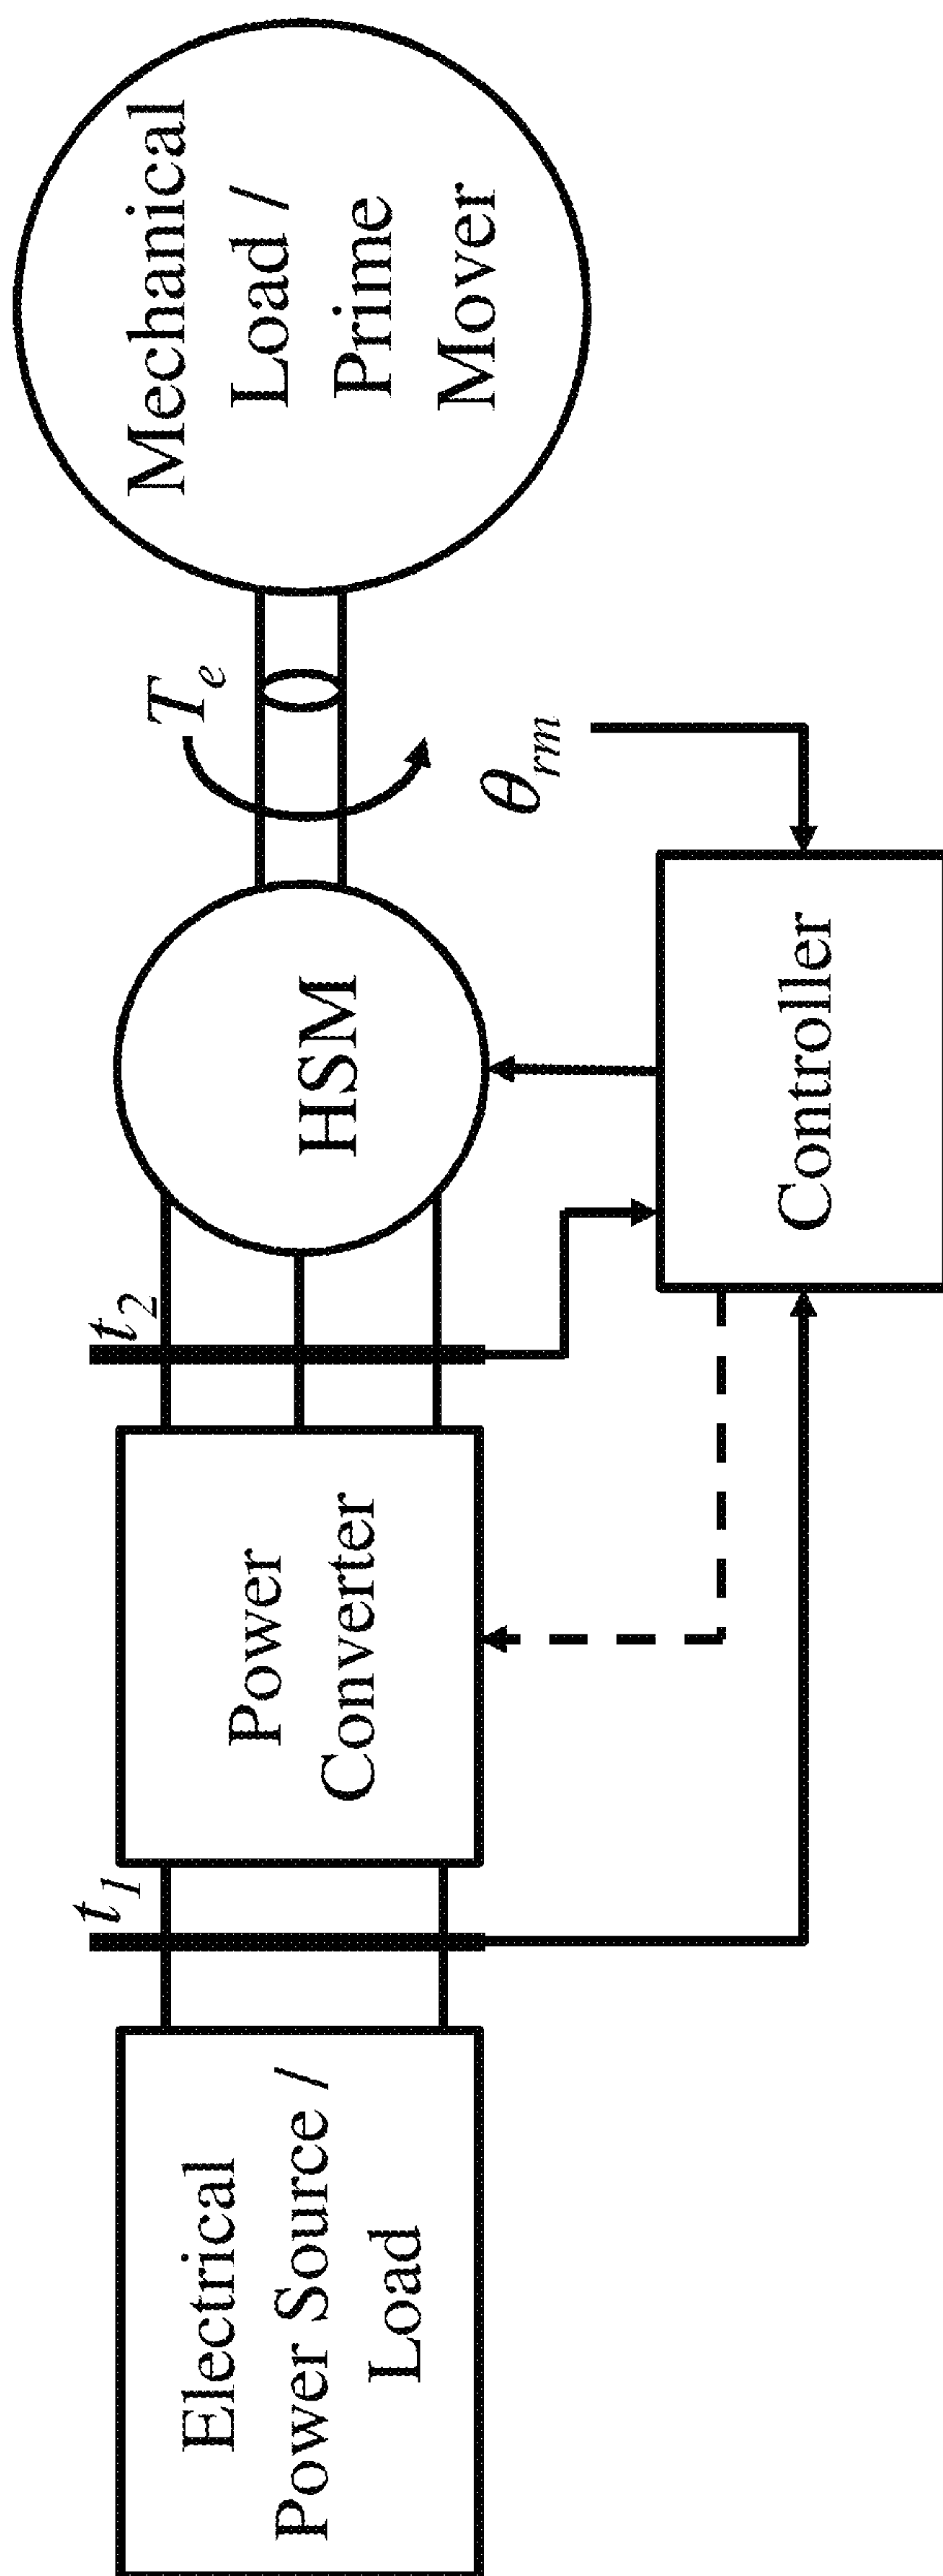 Electrical
Power Source /
Load
t1
Power
Converter
t2
HSM
Te
θrm
Mechanical
Load /
Prime
Mover
Controller